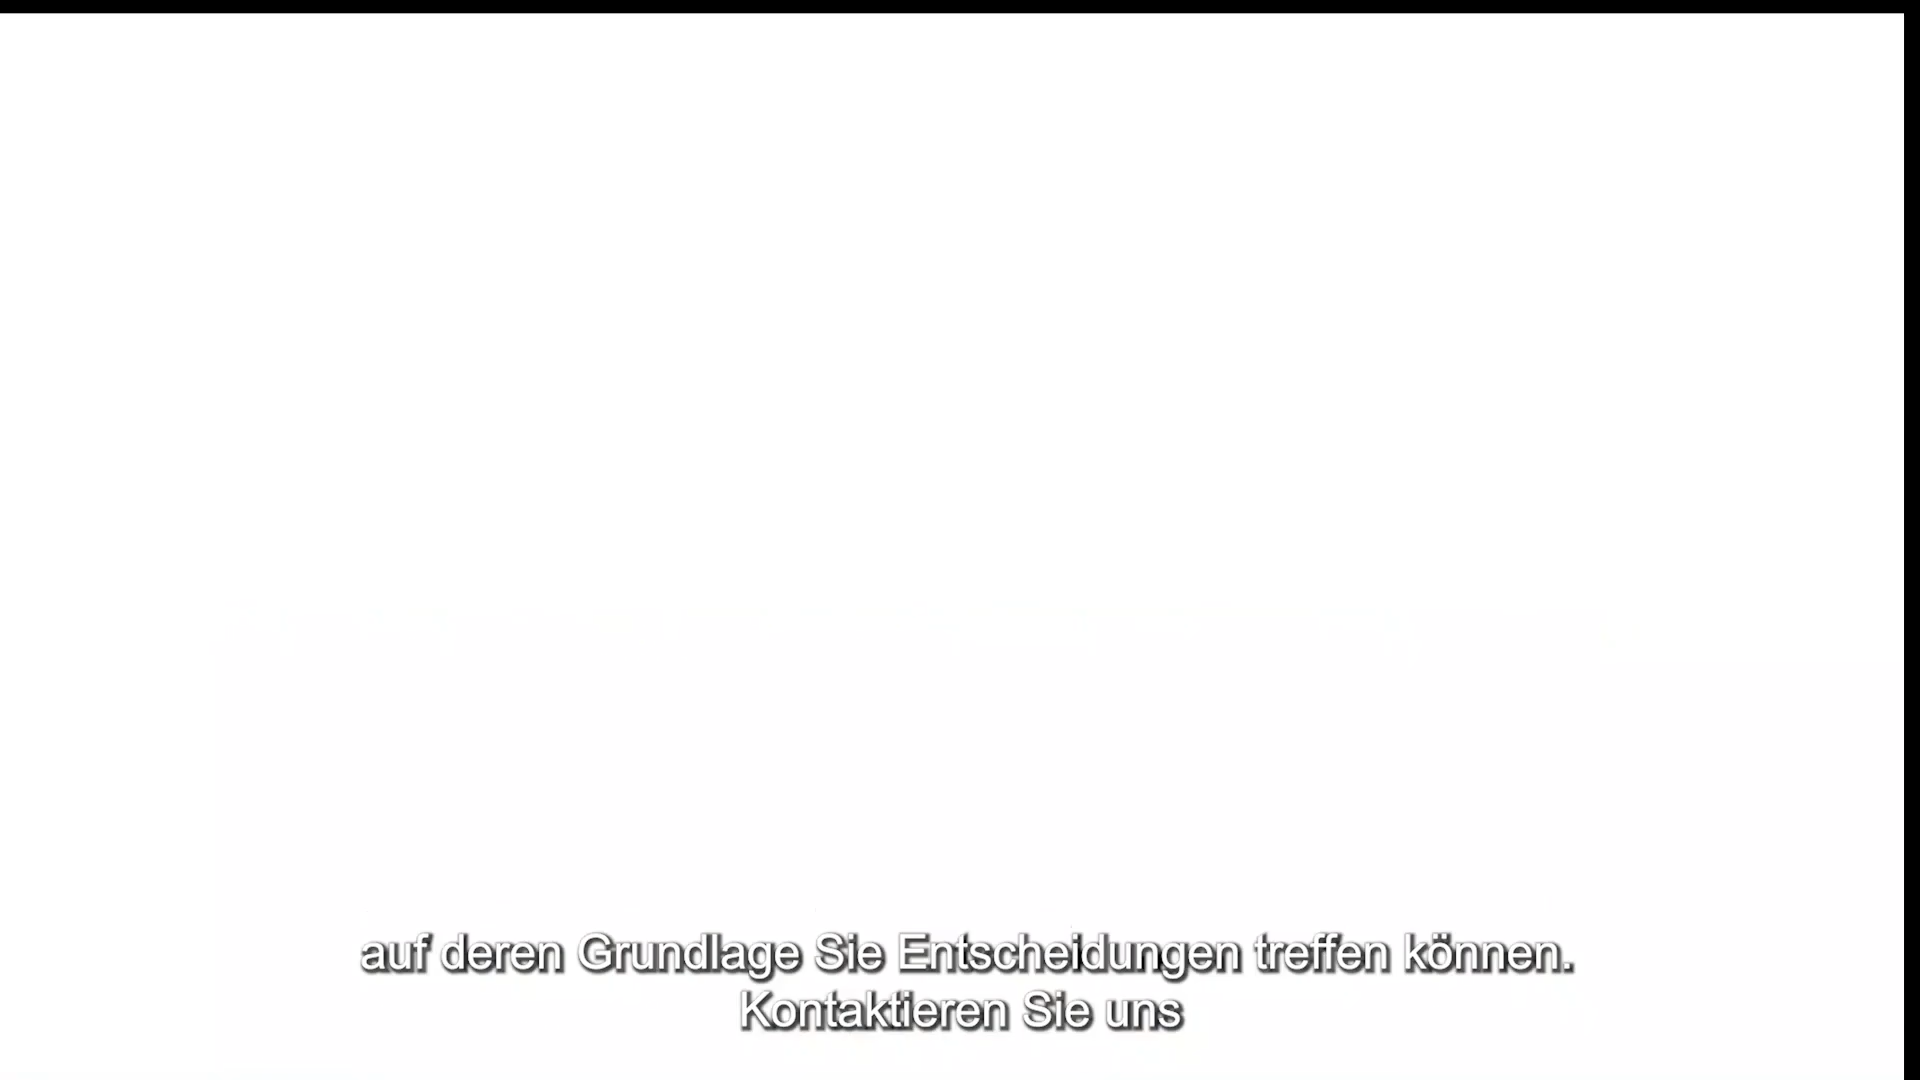 auf deren Grundlage Sie Entscheidungen treffen können.
Kontaktieren Sie uns